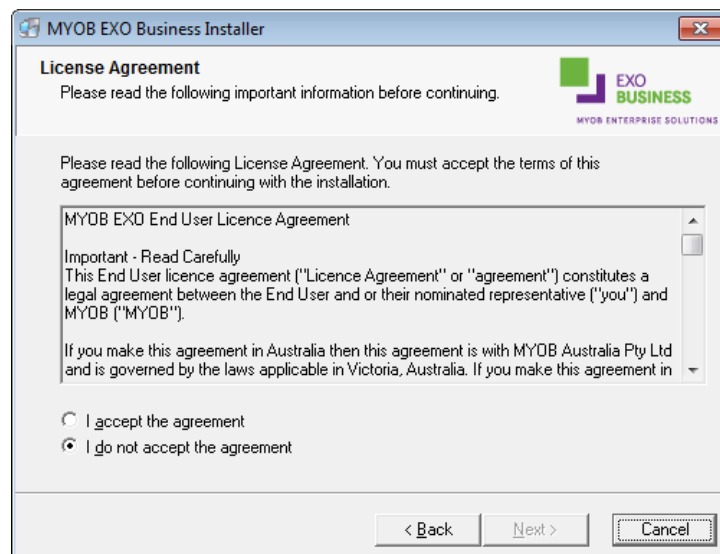 MYOB EXO Business Installer
License Agreement
Please read the following important information before continuing.
EXO
BUSINESS
MYOB ENTERPRISE SOLUTIONS
Please read the following License Agreement. You must accept the terms of this
agreement before continuing with the installation.
MYOB EXO End User Licence Agreement
Important - Read Carefully
This End User licence agreement ("Licence Agreement" or "agreement") constitutes a
legal agreement between the End User and or their nominated representative ("you") and
MYOB ("MYOB").
If you make this agreement in Australia then this agreement is with MYOB Australia Pty Ltd
and is governed by the laws applicable in Victoria, Australia. If you make this agreement in
I accept the agreement
I do not accept the agreement
< Back
Next >
Cancel